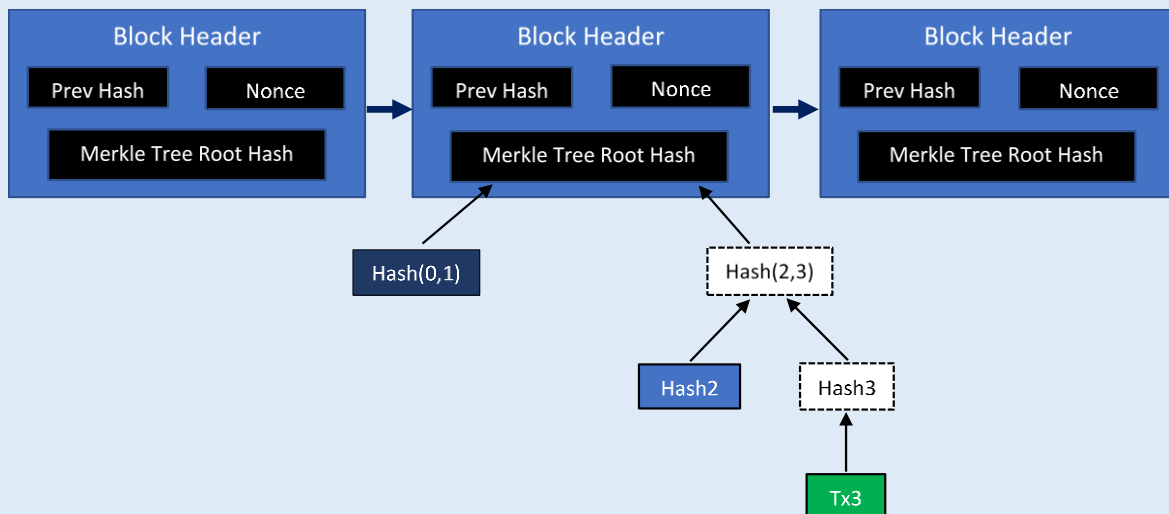 Block Header
Prev Hash
Nonce
Merkle Tree Root Hash
Block Header
Prev Hash
Nonce
Merkle Tree Root Hash
Block Header
Prev Hash
Nonce
Merkle Tree Root Hash
Hash(0,1)
Hash(2,3)
Hash2
Hash3
Tx3